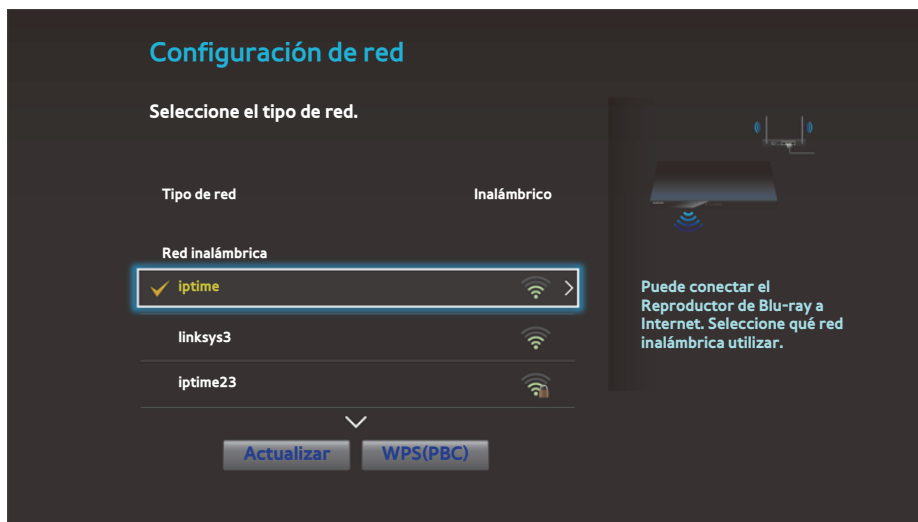 Configuración de red
Seleccione el tipo de red.
Tipo de red Inalámbrico
Red inalámbrica
iptime
linksys3
iptime23
Actualizar WPS(PBC)
Puede conectar el
Reproductor de Blu-ray a
Internet. Seleccione qué red
inalámbrica utilizar.